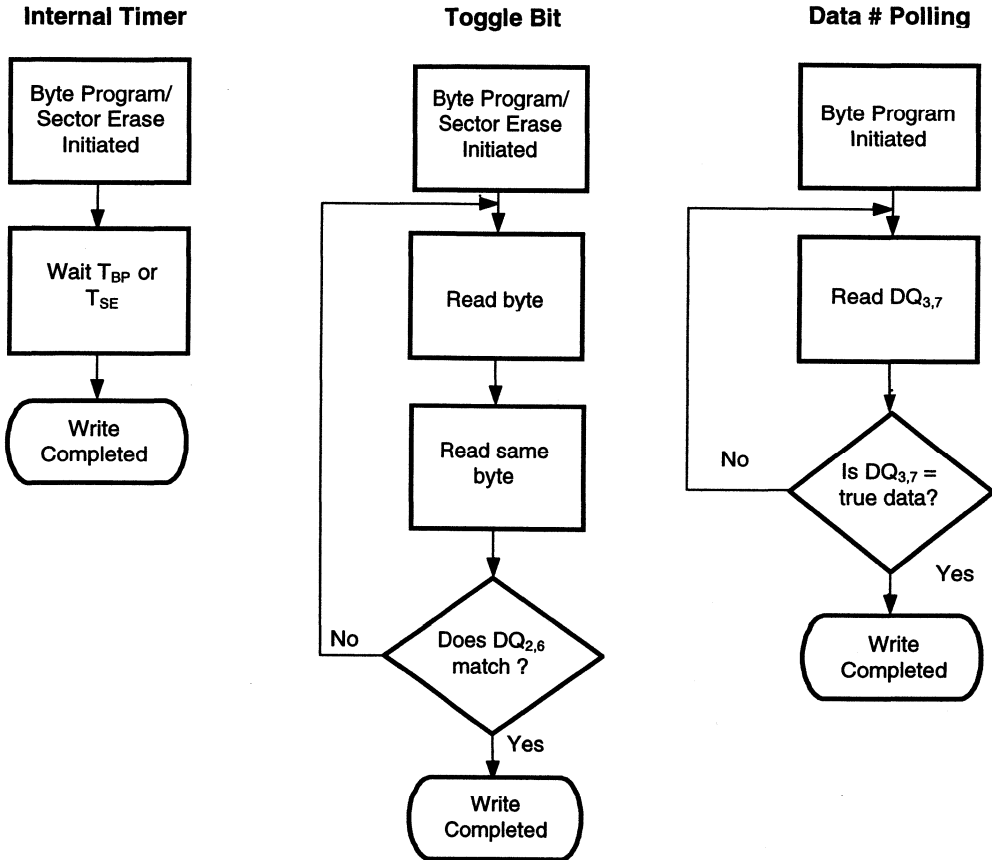 Internal Timer
Byte Program/
Sector Erase
Initiated
Wait TBP or
TSE
Write
Completed
Toggle Bit
Byte Program/
Sector Erase
Initiated
Read byte
Read same
byte
Does DQ2,6
match ?
No
Yes
Write
Completed
Data # Polling
Byte Program
Initiated
Read DQ3,7
Is DQ3,7 =
true data?
No
Yes
Write
Completed